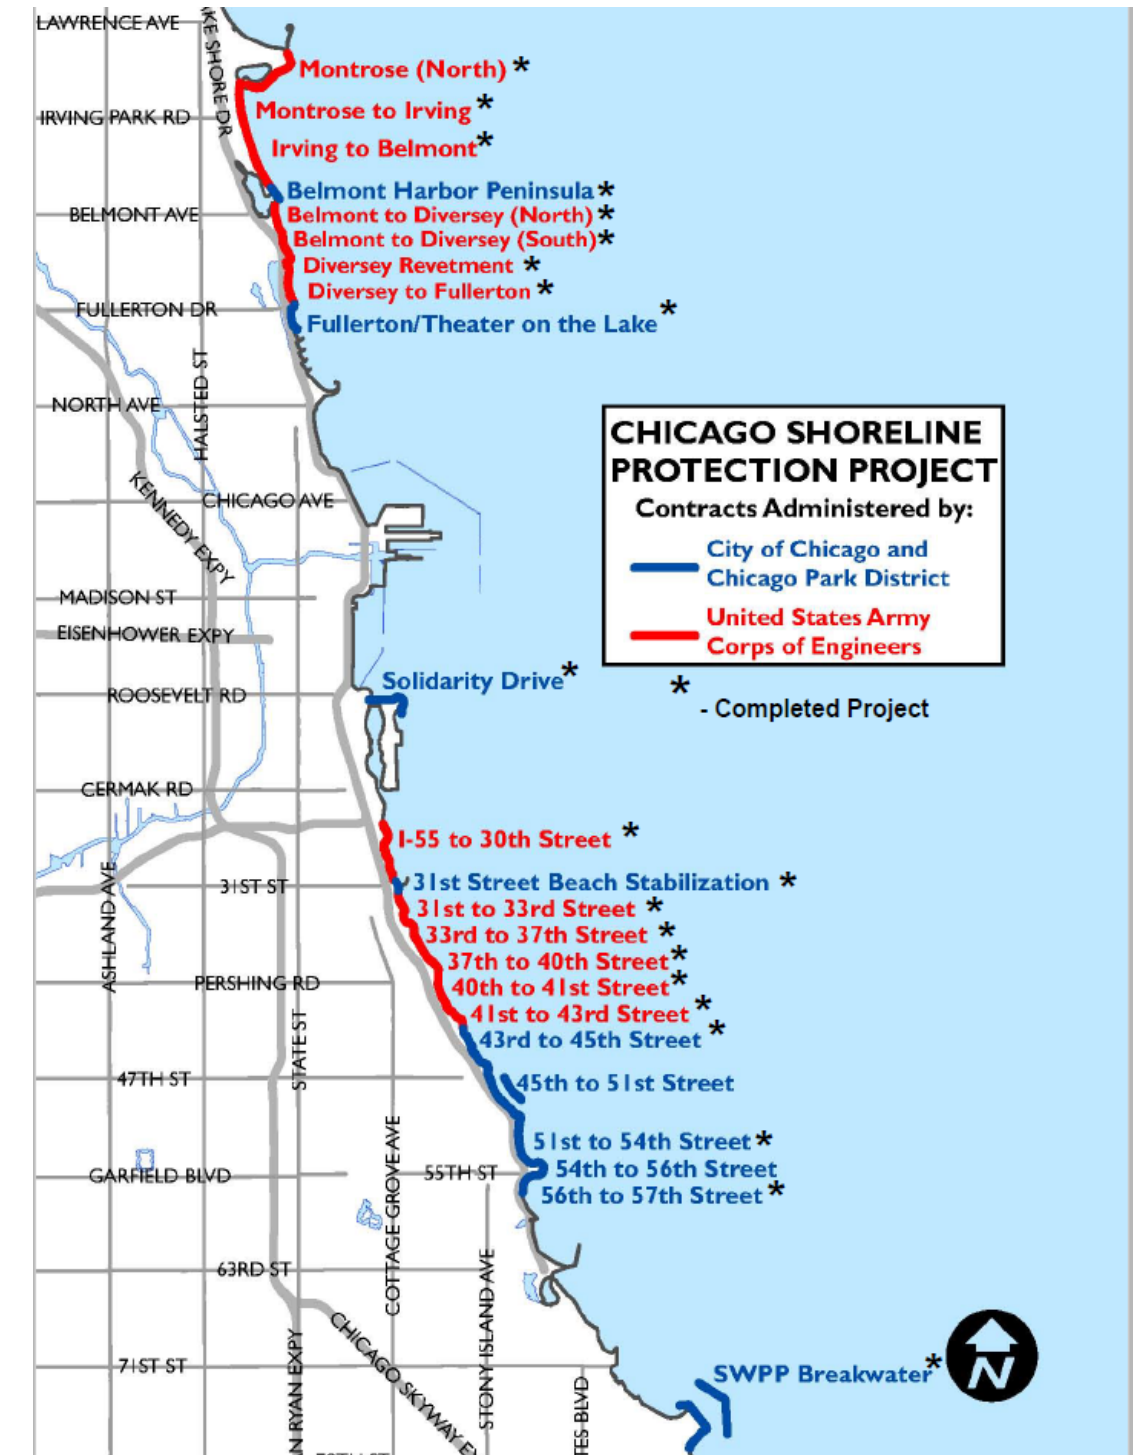 LAWRENCE AVE
KE SHORE DR
Montrose (North) *
IRVING PARK RD
Montrose to Irving *
Irving to Belmont *
Belmont Harbor Peninsula *
BELMONT AVE
Belmont to Diversey (North) *
Belmont to Diversey (South) *
Diversey Revetment *
Diversey to Fullerton *
FULLERTON DR
Fullerton/Theater on the Lake *
HALSTED ST
NORTH AVE
CHICAGO SHORELINE
PROTECTION PROJECT
Contracts Administered by:
City of Chicago and
Chicago Park District
United States Army
Corps of Engineers
* - Completed Project
KENNEDY EXPY
CHICAGO AVE
MADISON ST
EISENHOWER EXPY
Solidarity Drive *
ROOSEVELT RD
CERMAK RD
I-55 to 30th Street *
31ST ST
31st Street Beach Stabilization *
31st to 33rd Street *
33rd to 37th Street *
ASHLAND AVE
37th to 40th Street *
PERSHING RD
40th to 41st Street *
41st to 43rd Street *
STATE ST
43rd to 45th Street *
47TH ST
45th to 51st Street
51st to 54th Street *
COTTAGE GROVE AVE
GARFIELD BLVD
55TH ST
54th to 56th Street
56th to 57th Street *
63RD ST
STONY ISLAND AVE
CHICAGO SKYWAY EX
71ST ST
AN RYAN EXPY
TES BLVD
SWPP Breakwater *
N